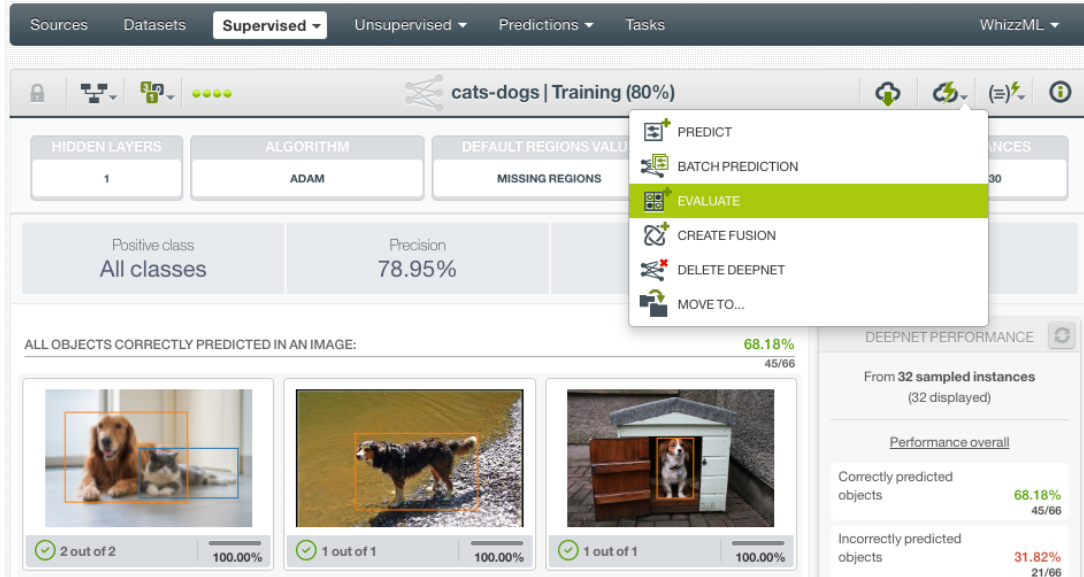 Sources Datasets Supervised Unsupervised Predictions Tasks WhizzML
cats-dogs | Training (80%)
HIDDEN LAYERS ALGORITHM DEFAULT REGIONS VALU
1 ADAM MISSING REGIONS 30
PREDICT
BATCH PREDICTION
EVALUATE
CREATE FUSION
DELETE DEEPNET
MOVE TO...
Positive class Precision
All classes 78.95%
ALL OBJECTS CORRECTLY PREDICTED IN AN IMAGE: 68.18%
45/66
2 out of 2 100.00%
1 out of 1 100.00%
1 out of 1 100.00%
DEEPNET PERFORMANCE
From 32 sampled instances
(32 displayed)
Performance overall
Correctly predicted
objects 68.18%
45/66
Incorrectly predicted
objects 31.82%
21/66